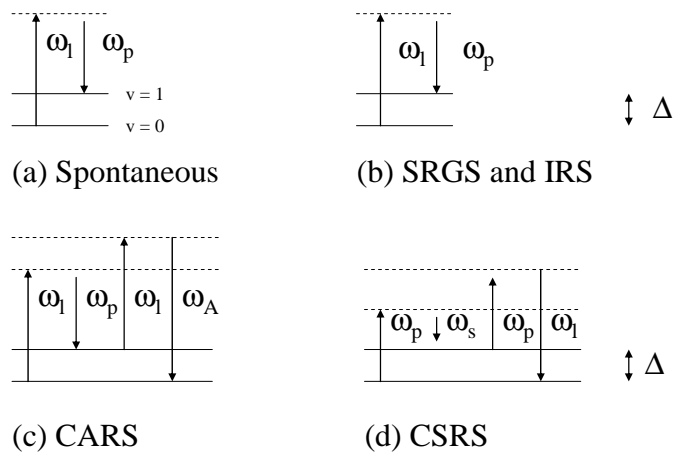 ω_l ω_p
v = 1
v = 0
(a) Spontaneous
ω_l ω_p
Δ
(b) SRGS and IRS
ω_l ω_p ω_l ω_A
(c) CARS
ω_p ω_s ω_p ω_l
Δ
(d) CSRS